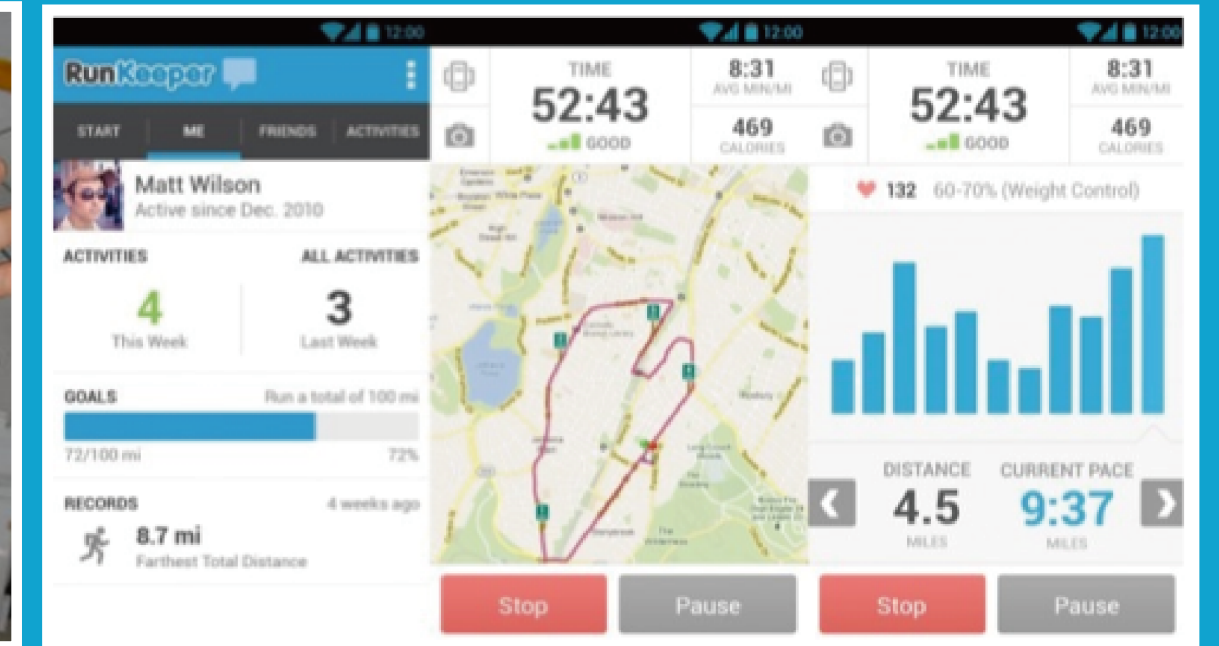 12:00
RunKeeper
START ME FRIENDS ACTIVITIES
Matt Wilson
Active since Dec. 2010
ACTIVITIES ALL ACTIVITIES
4 3
This Week Last Week
GOALS Run a total of 100 mi
72/100 mi 72%
RECORDS 4 weeks ago
8.7 mi
Farthest Total Distance
12:00
TIME
52:43
GOOD
8:31
AVG MIN/MI
469
CALORIES
Stop Pause
12:00
TIME
52:43
GOOD
8:31
AVG MIN/MI
469
CALORIES
132 60-70% (Weight Control)
DISTANCE CURRENT PACE
4.5 9:37
MILES MILES
Stop Pause